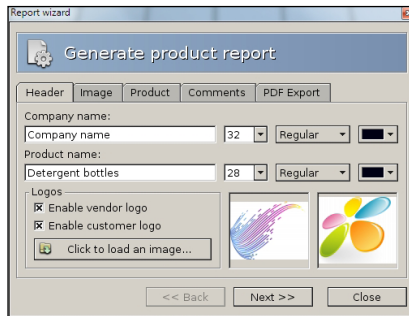 Report wizard
Generate product report
Header Image Product Comments PDF Export
Company name:
Company name 32 Regular
Product name:
Detergent bottles 28 Regular
Logos
Enable vendor logo
Enable customer logo
Click to load an image...
<< Back Next >> Close